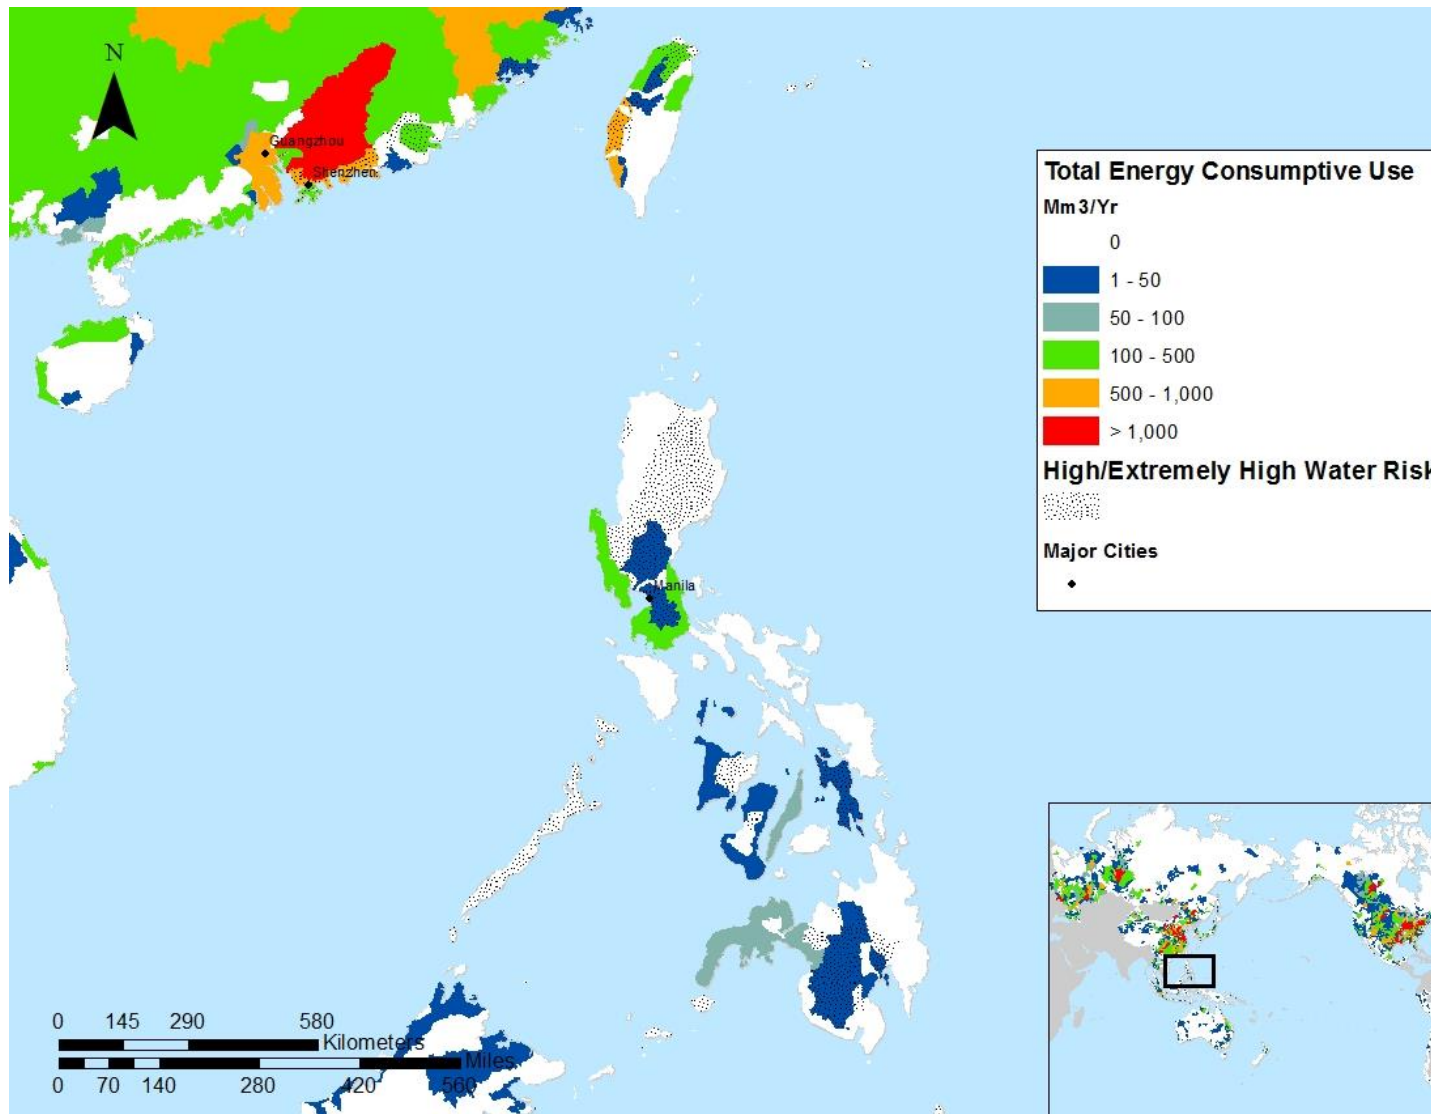 N
Guangzhou
Shenzhen
Manila
Total Energy Consumptive Use
Mm3/Yr
0
1 - 50
50 - 100
100 - 500
500 - 1,000
> 1,000
High/Extremely High Water Risk
Major Cities
0 145 290 580
Kilometers
Miles
0 70 140 280 420 560